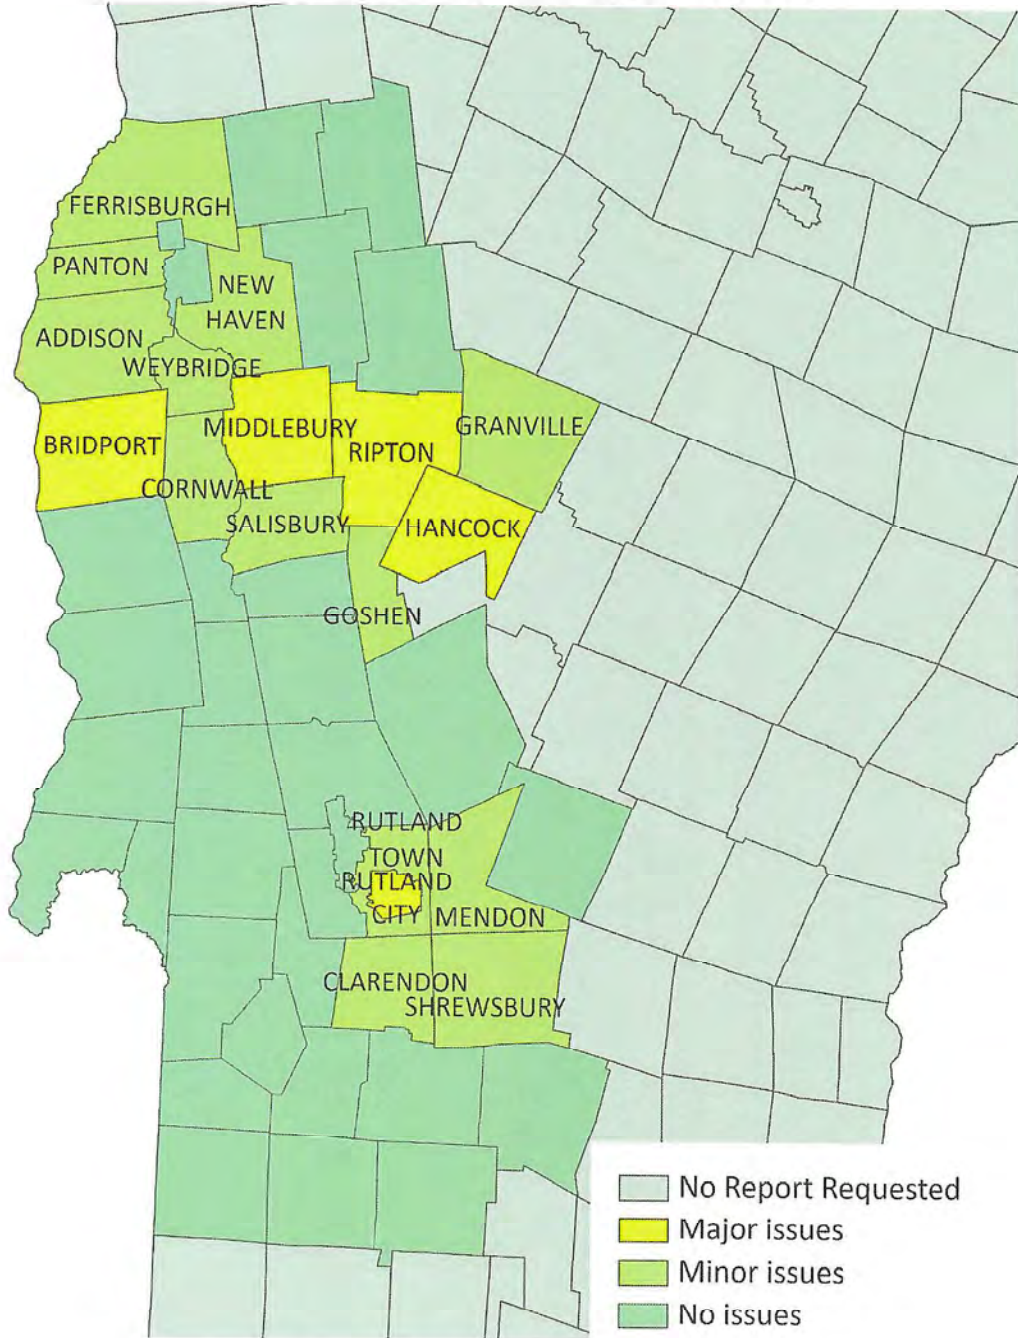 FERRISBURGH
PANTON
NEW
HAVEN
ADDISON
WEYBRIDGE
BRIDPORT
MIDDLEBURY
RIPTON
GRANVILLE
CORNWALL
SALISBURY
HANCOCK
GOSHEN
RUTLAND
TOWN
RUTLAND
CITY
MENDON
CLARENDON
SHREWSBURY
No Report Requested
Major issues
Minor issues
No issues